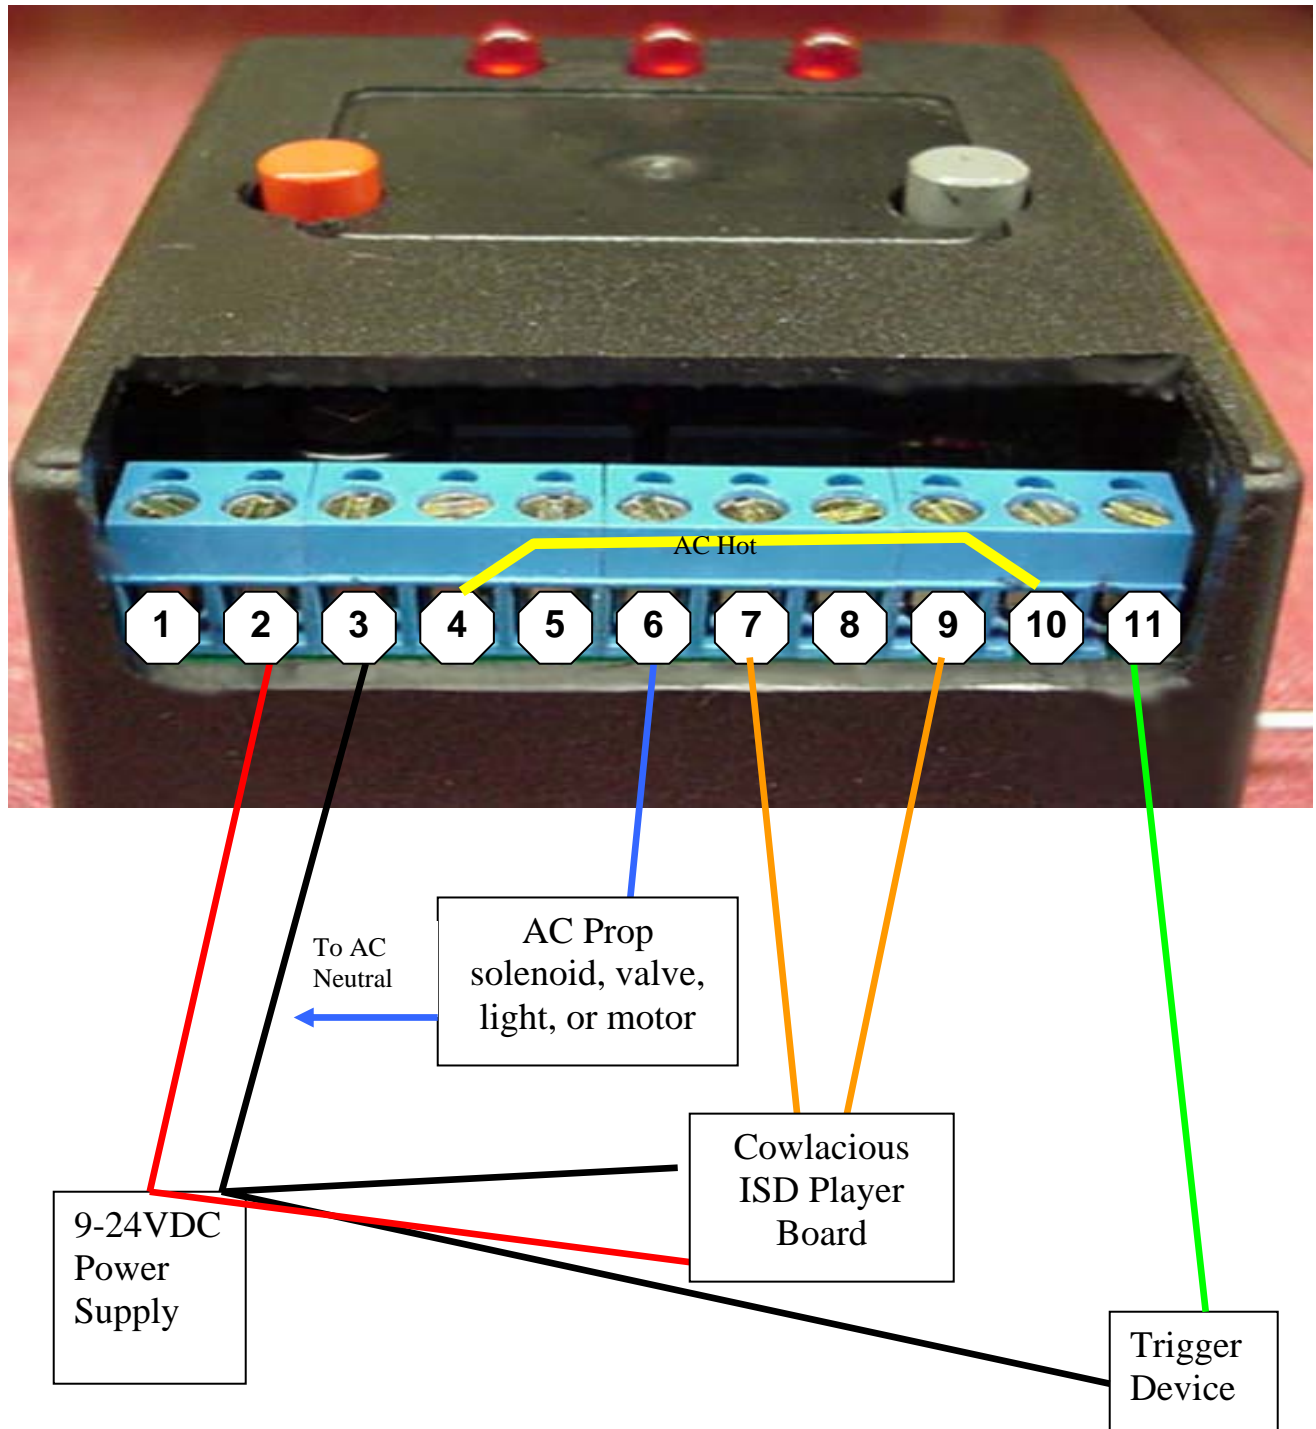 AC Hot
1 2 3 4 5 6 7 8 9 10 11
To AC
Neutral
AC Prop
solenoid, valve,
light, or motor
Cowlacious
ISD Player
Board
9-24VDC
Power
Supply
Trigger
Device